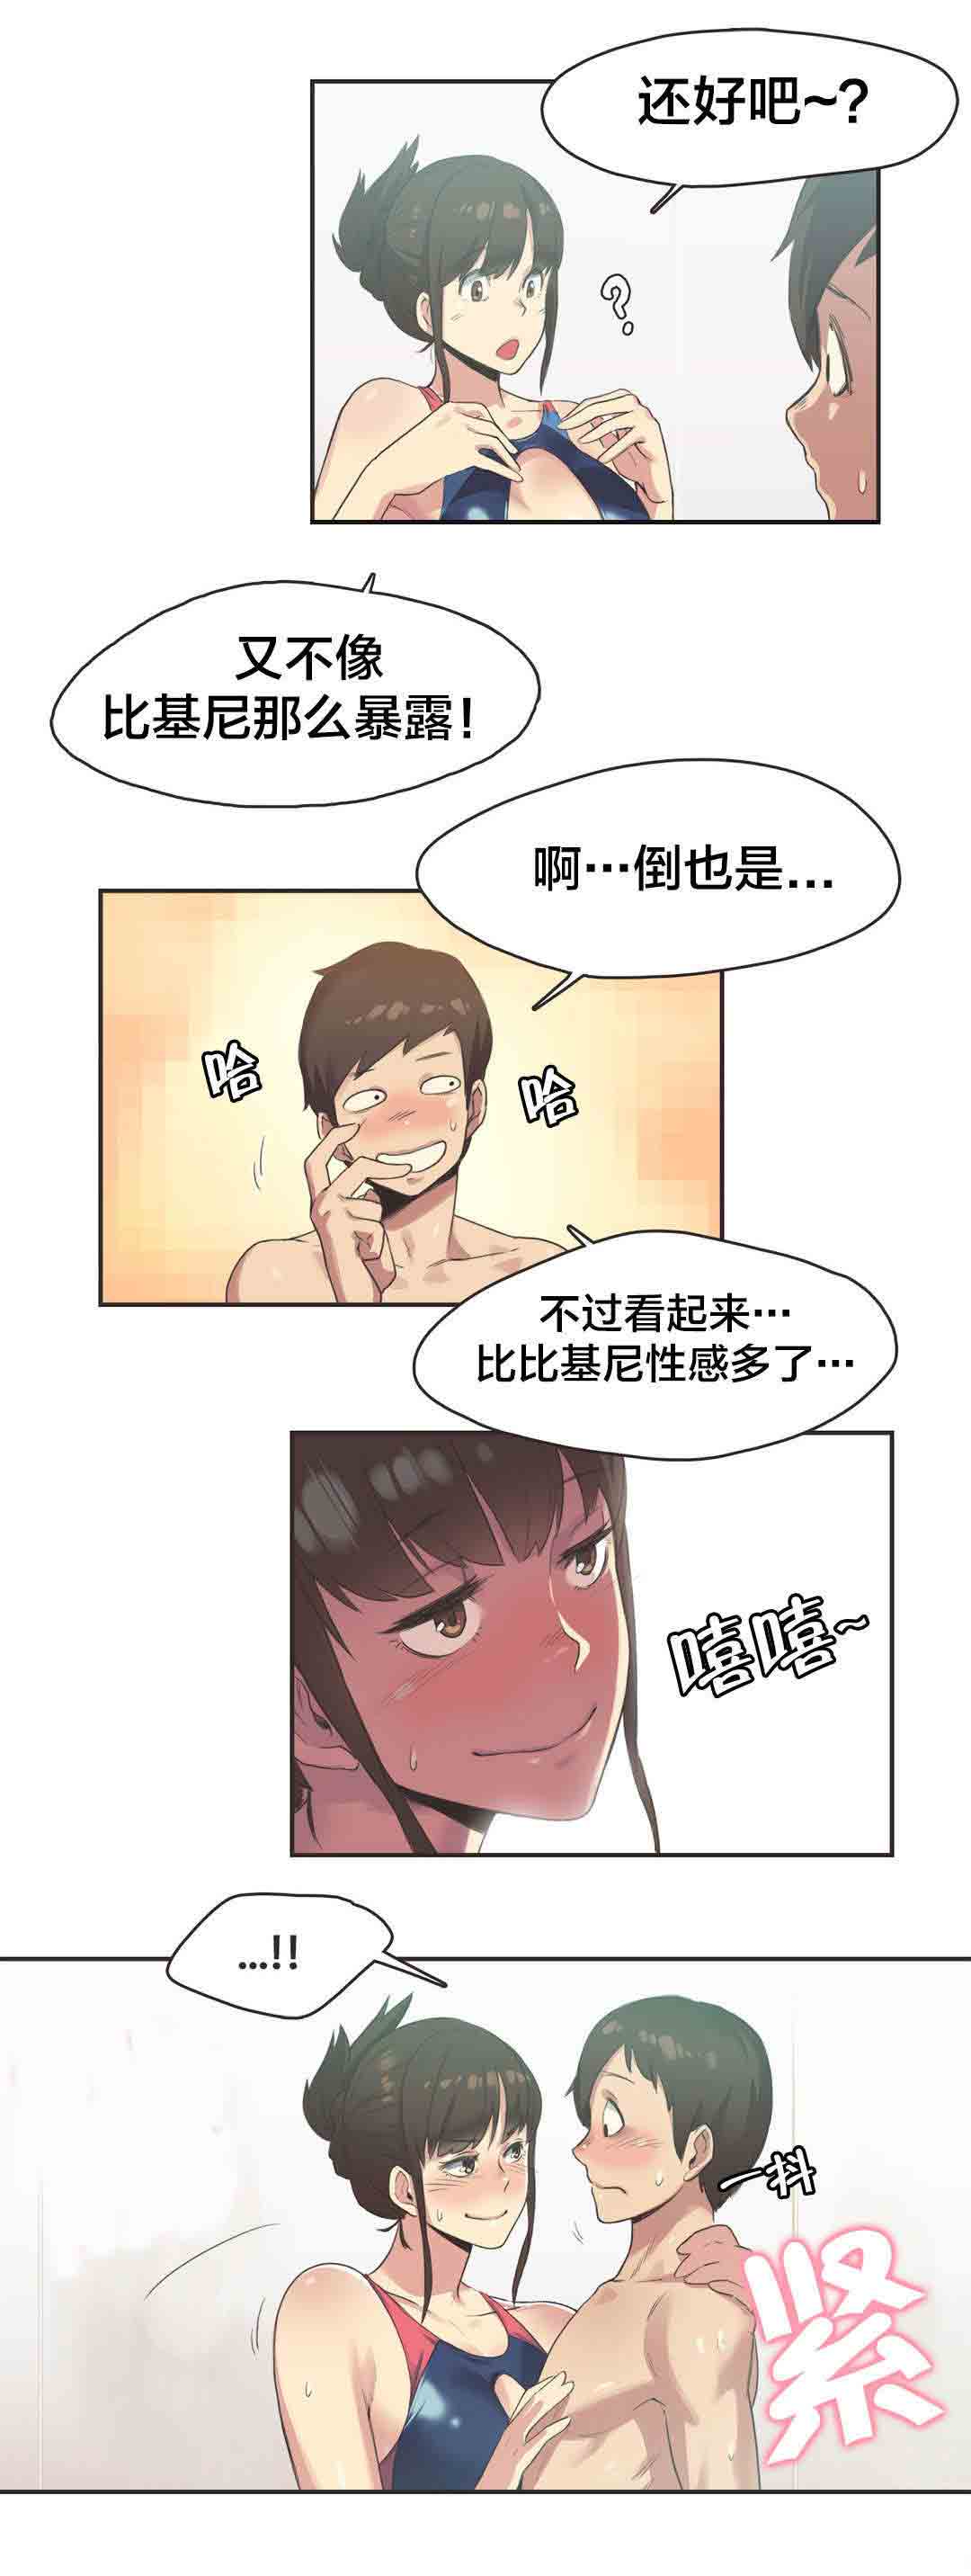 还好吧~?
?
又不像
比基尼那么暴露!
啊…倒也是...
哈
哈
不过看起来…
比比基尼性感多了…
嘻嘻~
...!!
一抖
紧